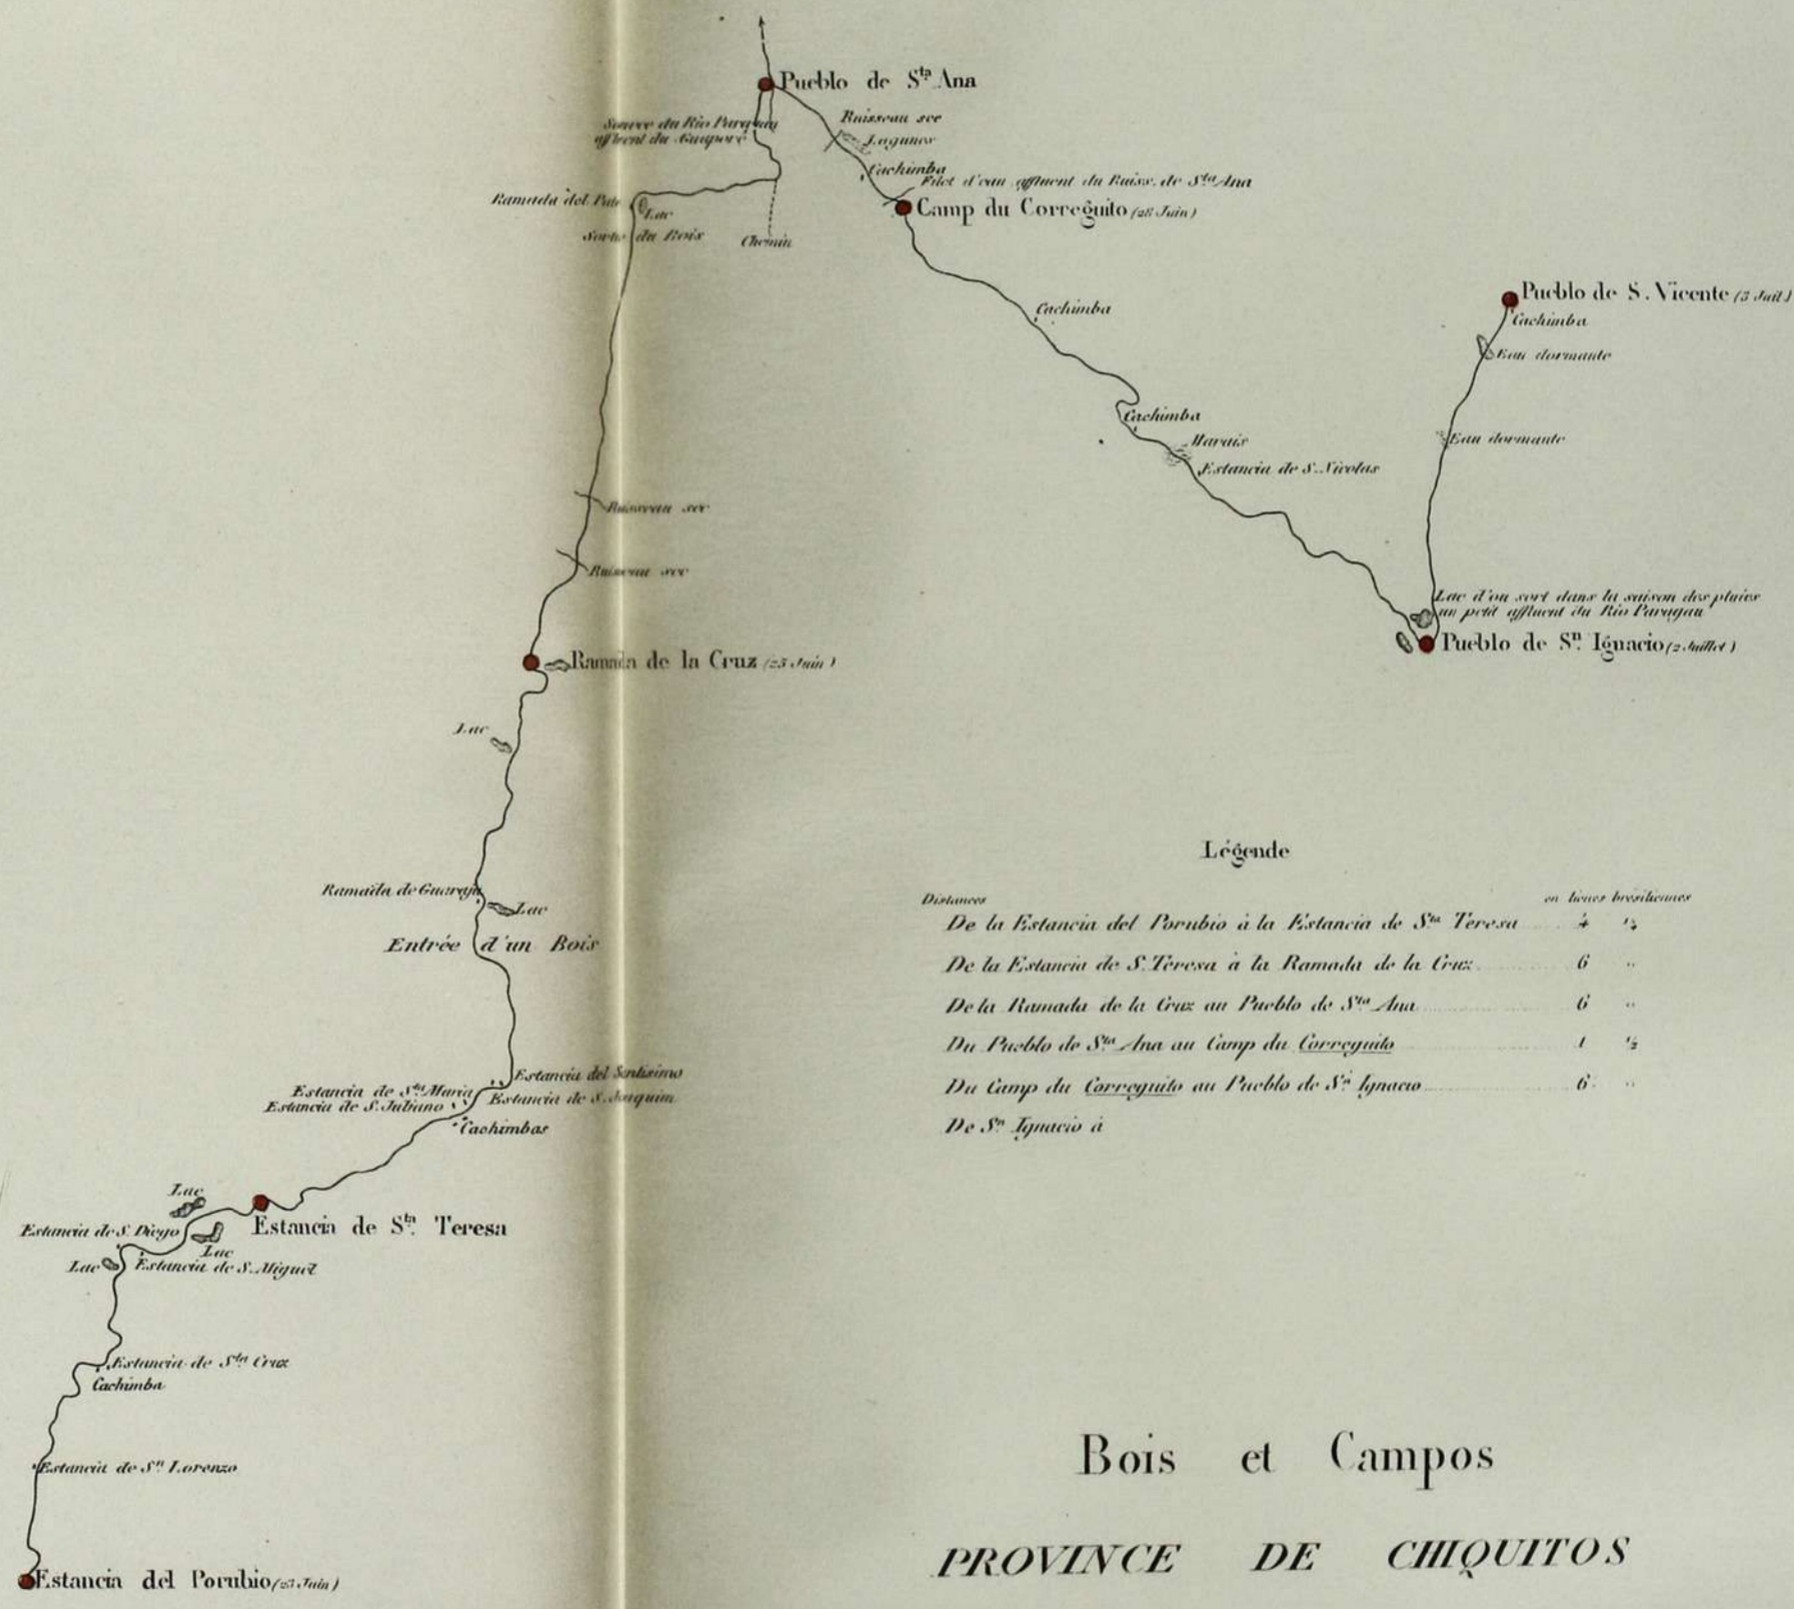 Pueblo de Sta Ana
Source du Rio Paragau
affluent du Guaporé
Ruisseau sec
Lagunes
Cachimba
Filet d'eau affluent du Ruiss. de Sta Ana
Camp du Correguito (28 Juin)
Ramada del
Lac
Sortie du Bois
Chemin
Cachimba
Pueblo de S. Vicente (3 Juil.)
Cachimba
Eau dormante
Cachimba
Marais
Estancia de S. Nicolas
Eau dormante
Ruisseau sec
Ruisseau sec
Lac d'ou sort dans la saison des pluies
un petit affluent du Rio Paragau
Pueblo de Sn. Ignacio (2 Juillet)
Ramada de la Cruz (25 Juin)
Lac
Ramada de
Lac
Entrée d'un Bois
Estancia del Santisimo
Estancia de Sta Maria
Estancia de S. Joaquim
Estancia de S. Juliano
Cachimbas
Lac
Estancia de S. Diego
Estancia de Sta. Teresa
Lac
Lac
Estancia de S. Miguel
Estancia de Sta Cruz
Cachimba
Estancia de Sn Lorenzo
Estancia del Porubio (23 Juin)
Légende
Distances en lieues brésiliennes
De la Estancia del Porubio à la Estancia de Sta Teresa 4 ½
De la Estancia de S. Teresa à la Ramada de la Cruz 6 "
De la Ramada de la Cruz au Pueblo de Sta Ana 6 "
Du Pueblo de Sta Ana au Camp du Correguito 1 ½
Du Camp du Correguito au Pueblo de Sn Ignacio 6 "
De Sn Ignacio à
Bois et Campos
PROVINCE DE CHIQUITOS